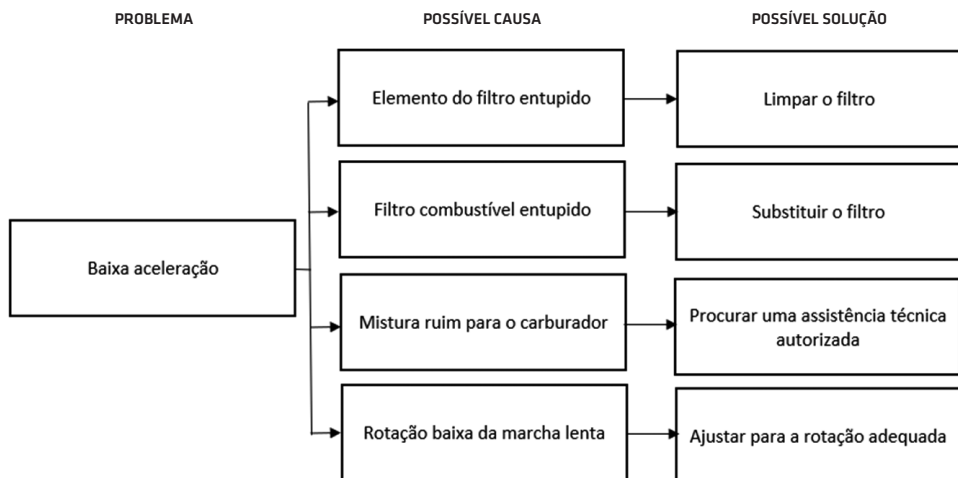 PROBLEMA
POSSÍVEL CAUSA
POSSÍVEL SOLUÇÃO
Elemento do filtro entupido
Limpar o filtro
Filtro combustível entupido
Substituir o filtro
Baixa aceleração
Mistura ruim para o carburador
Procurar uma assistência técnica
autorizada
Rotação baixa da marcha lenta
Ajustar para a rotação adequada